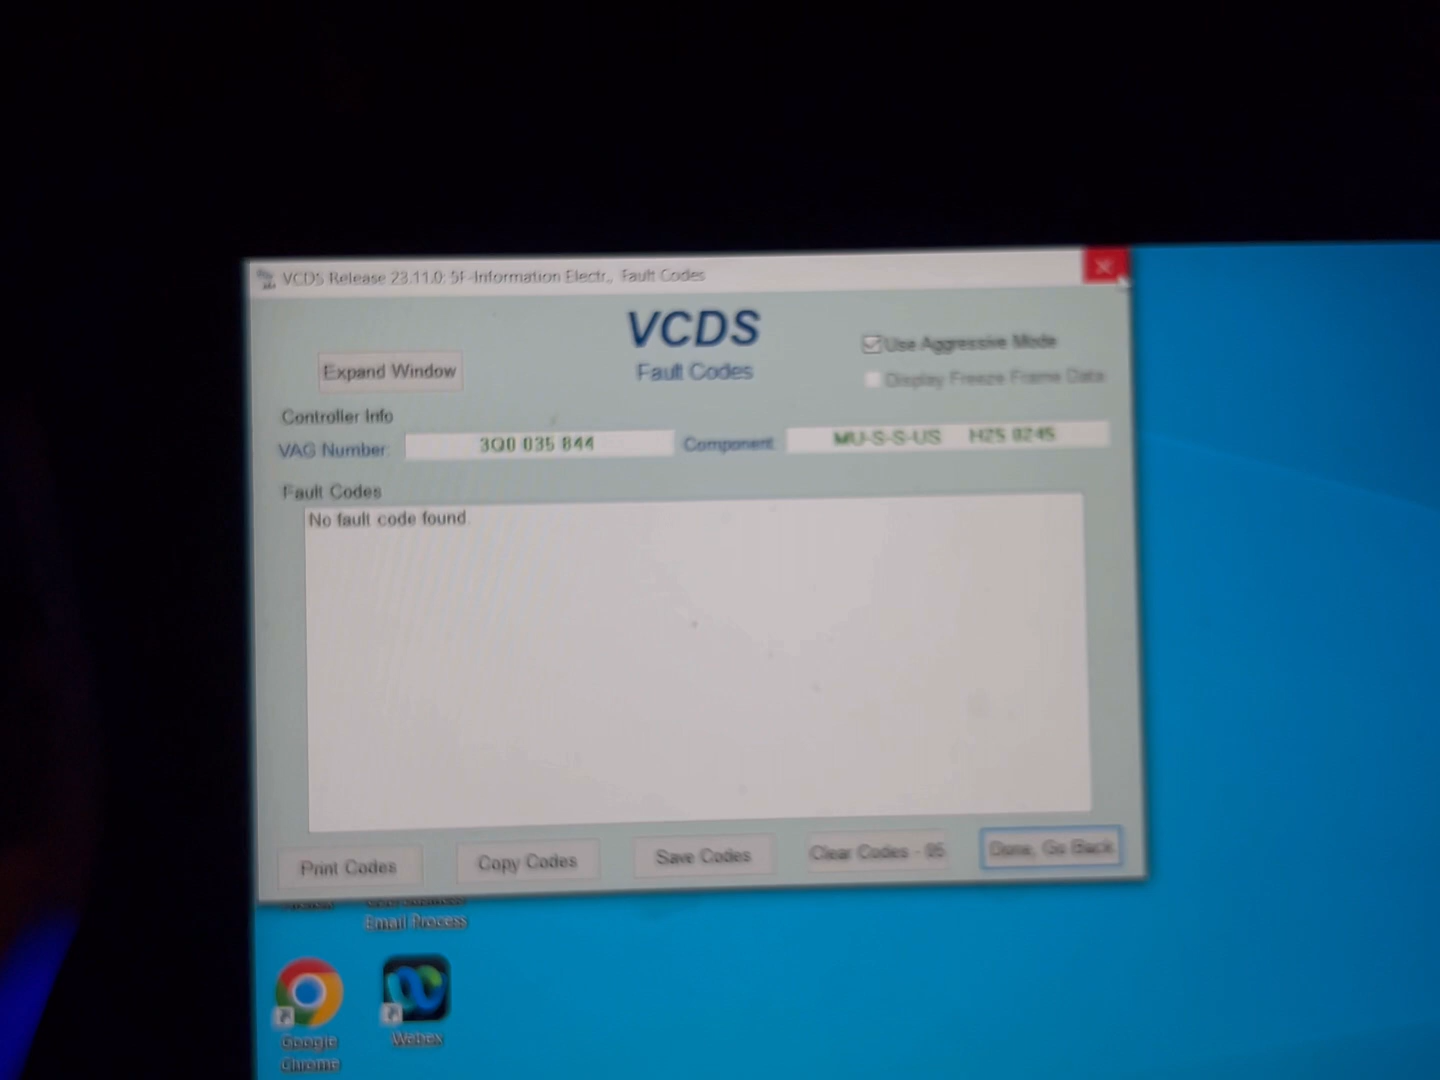 VCDS Release 23.11.0: 5F-Information Electr., Fault Codes
VCDS
Fault Codes
Use Aggressive Mode
Display Freeze Frame Data
Expand Window
Controller Info
VAG Number: 3Q0 035 844 Component: MU-S-S-US H25 8245
Fault Codes
No fault code found.
Print Codes Copy Codes Save Codes Clear Codes - 05 Done, Go Back
Email Process
Google Chrome
Webex